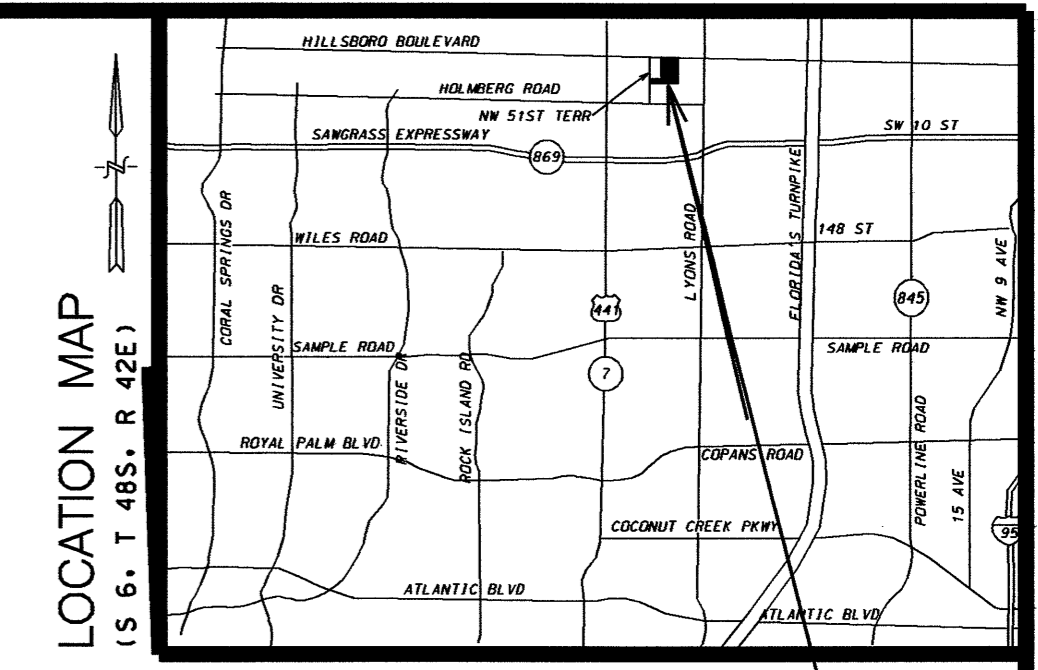 LOCATION MAP
(S 6. T 48S. R 42E)
HILLSBORO BOULEVARD
HOLMBERG ROAD
NW 51ST TERR
SAWGRASS EXPRESSWAY
869
SW 10 ST
CORAL SPRINGS DR
UNIVERSITY DR
WILES ROAD
LYONS ROAD
FLORIDA'S TURNPIKE
148 ST
441
845
NW 9 AVE
SAMPLE ROAD
RIVERSIDE DR
ROCK ISLAND RD
7
SAMPLE ROAD
ROYAL PALM BLVD.
COPANS ROAD
POWERLINE ROAD
15 AVE
COCONUT CREEK PKWY
95
ATLANTIC BLVD
ATLANTIC BLVD